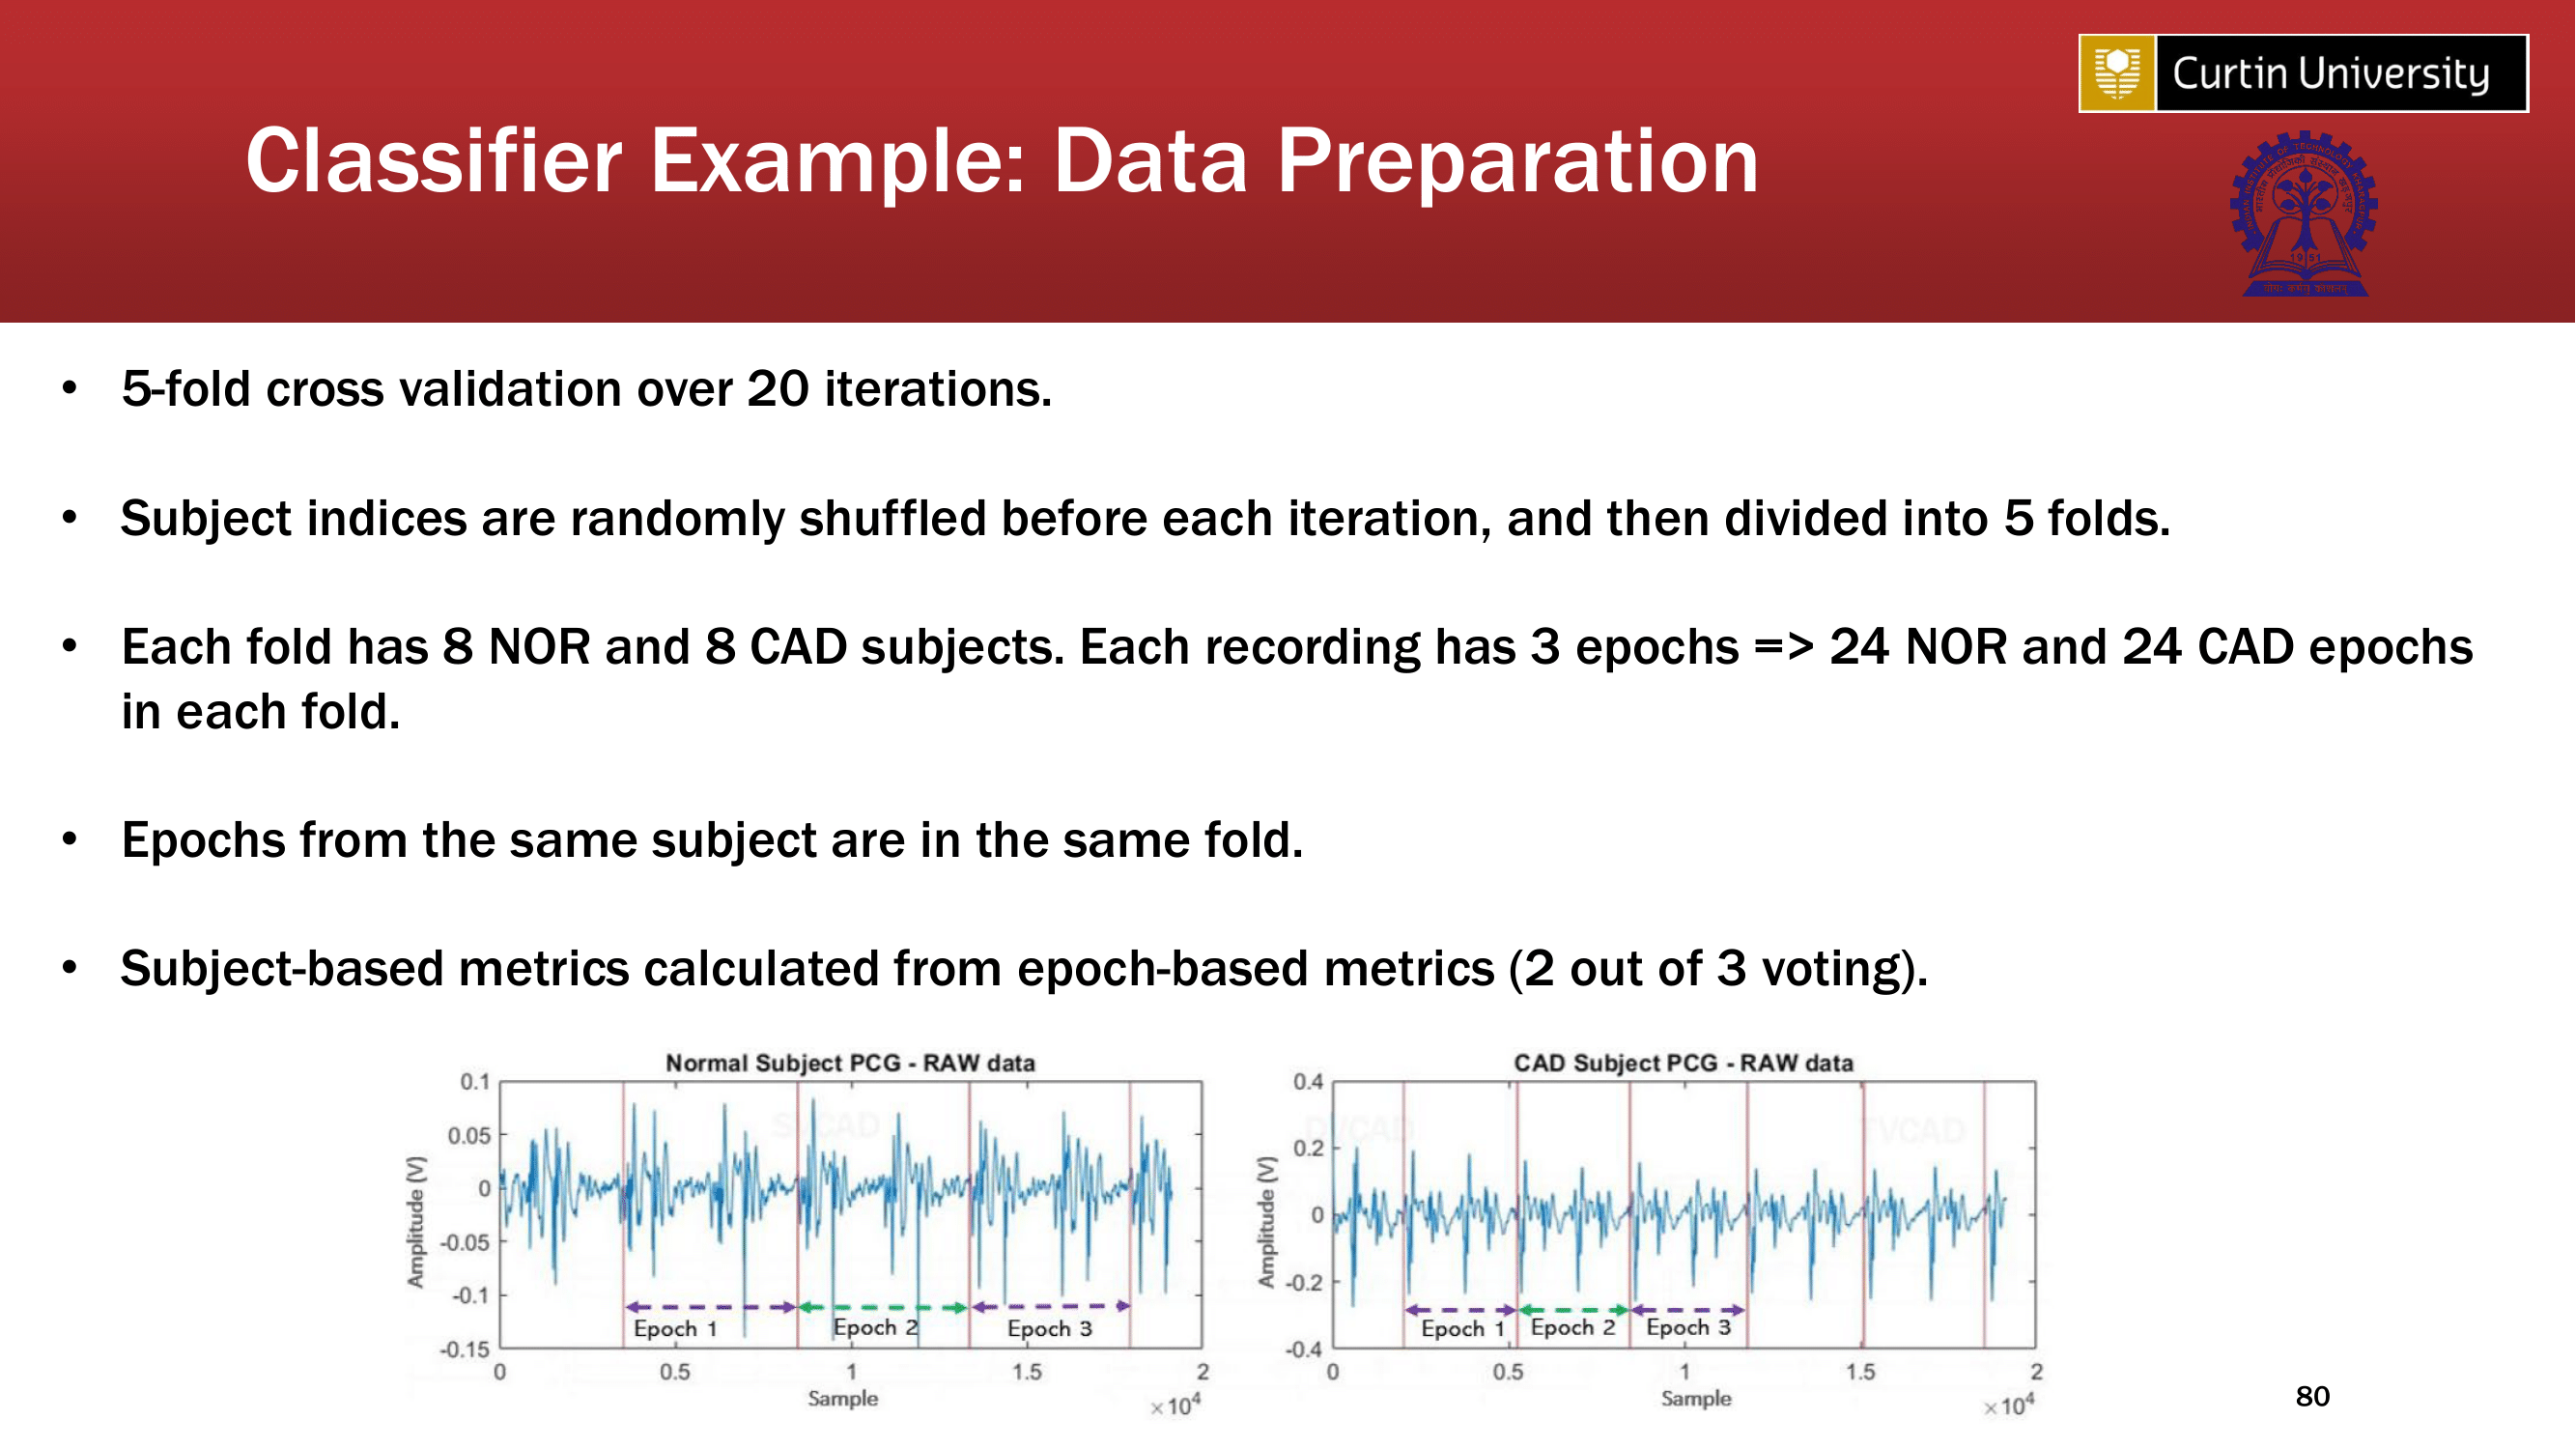 Curtin University
Classifier Example: Data Preparation
1951
• 5-fold cross validation over 20 iterations.
• Subject indices are randomly shuffled before each iteration, and then divided into 5 folds.
• Each fold has 8 NOR and 8 CAD subjects. Each recording has 3 epochs => 24 NOR and 24 CAD epochs
in each fold.
• Epochs from the same subject are in the same fold.
• Subject-based metrics calculated from epoch-based metrics (2 out of 3 voting).
Normal Subject PCG - RAW data
0.1
0.05
0
-0.05
-0.1
-0.15
Amplitude (V)
Epoch 1 Epoch 2 Epoch 3
0 0.5 1 1.5 2
Sample
×10⁴
CAD Subject PCG - RAW data
0.4
0.2
0
-0.2
-0.4
Amplitude (V)
DVCAD
TVCAD
Epoch 1 Epoch 2 Epoch 3
0 0.5 1 1.5 2
Sample
×10⁴
80